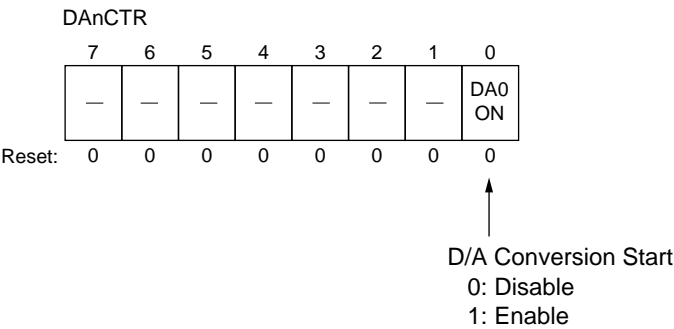 DAnCTR
7 6 5 4 3 2 1 0
— — — — — — — DA0
ON
Reset: 0 0 0 0 0 0 0 0
D/A Conversion Start
0: Disable
1: Enable